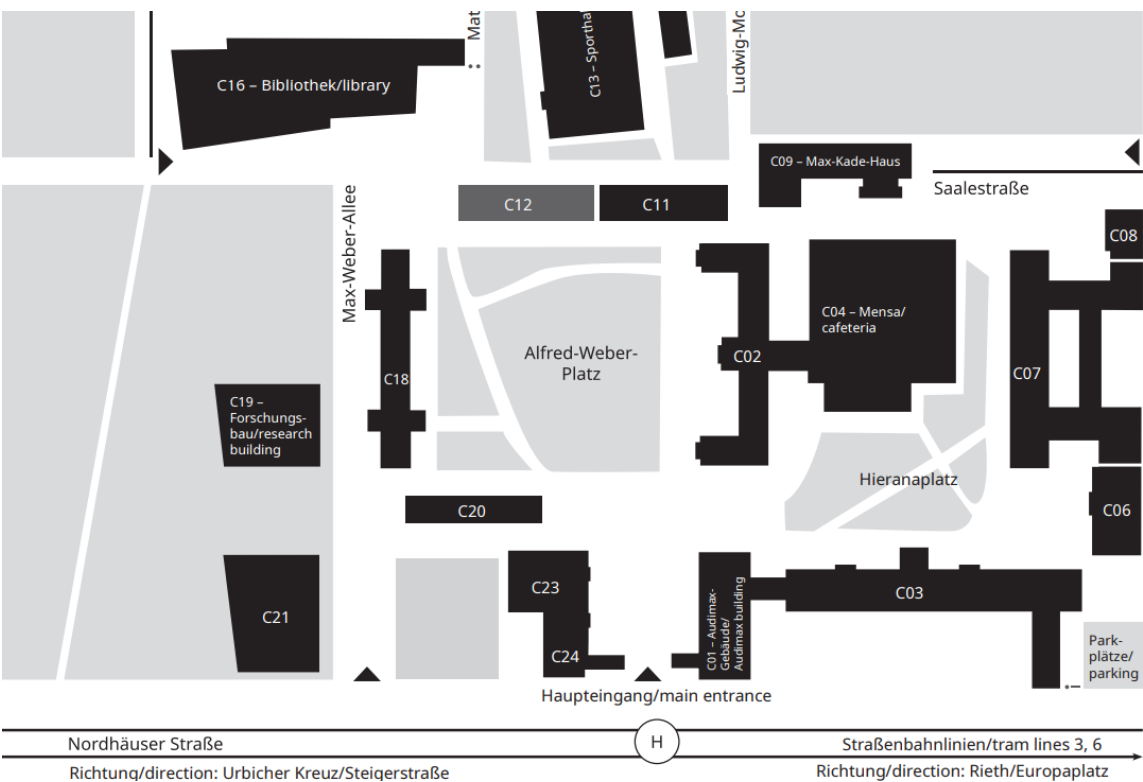 Mat
C13 – Sportha
Ludwig-Mc
C16 – Bibliothek/library
C09 – Max-Kade-Haus
Saalestraße
C12
C11
C08
Max-Weber-Allee
C04 – Mensa/
cafeteria
Alfred-Weber-
Platz
C02
C18
C07
C19 –
Forschungs-
bau/research
building
Hieranaplatz
C20
C06
C23
C03
C21
C01 – Audimax-
Gebäude/
Audimax building
C24
Park-
plätze/
parking
Haupteingang/main entrance
Nordhäuser Straße
H
Straßenbahnlinien/tram lines 3, 6
Richtung/direction: Urbicher Kreuz/Steigerstraße
Richtung/direction: Rieth/Europaplatz